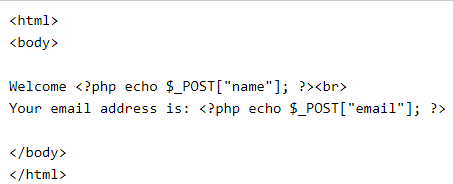 <html>
<body>
Welcome <?php echo $_POST["name"]; ?><br>
Your email address is: <?php echo $_POST["email"]; ?>
</body>
</html>